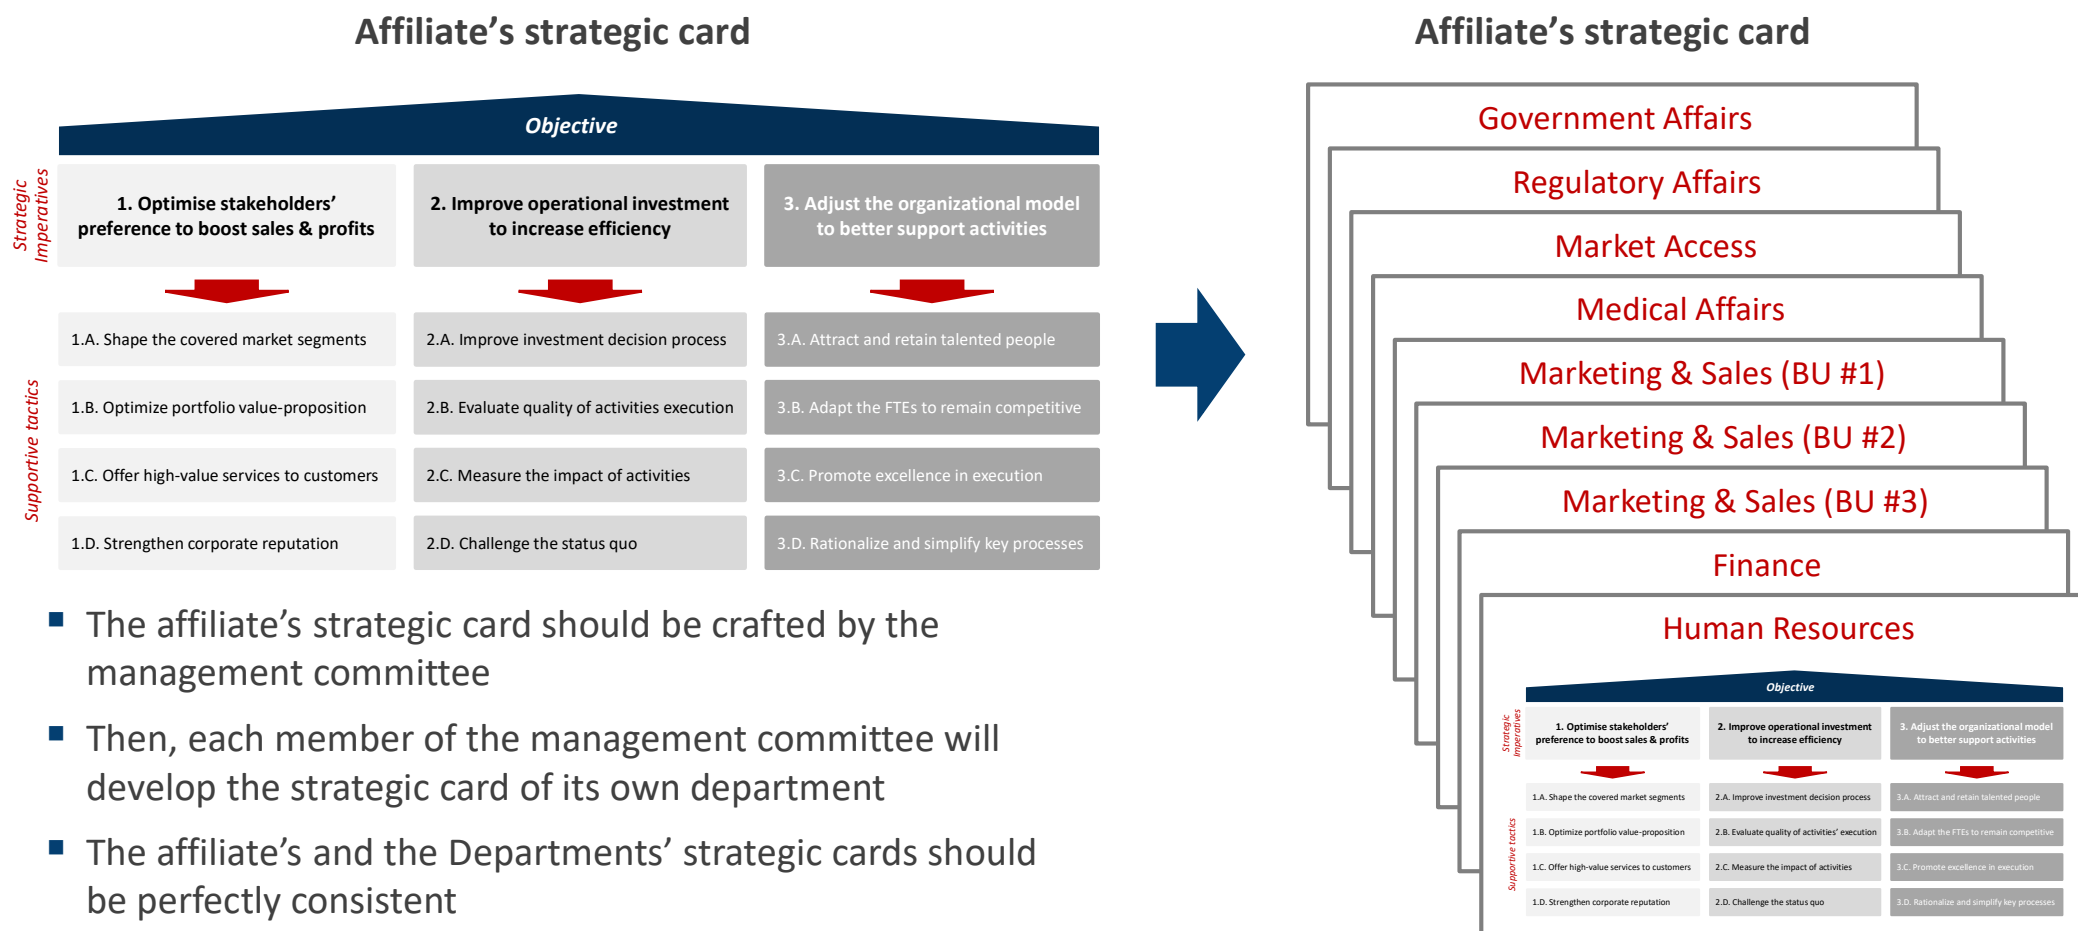 Affiliate’s strategic card
Objective
Strategic
Imperatives
1. Optimise stakeholders’
preference to boost sales & profits
2. Improve operational investment
to increase efficiency
3. Adjust the organizational model
to better support activities
Supportive tactics
1.A. Shape the covered market segments
2.A. Improve investment decision process
3.A. Attract and retain talented people
1.B. Optimize portfolio value-proposition
2.B. Evaluate quality of activities execution
3.B. Adapt the FTEs to remain competitive
1.C. Offer high-value services to customers
2.C. Measure the impact of activities
3.C. Promote excellence in execution
1.D. Strengthen corporate reputation
2.D. Challenge the status quo
3.D. Rationalize and simplify key processes
▪ The affiliate’s strategic card should be crafted by the
management committee
▪ Then, each member of the management committee will
develop the strategic card of its own department
▪ The affiliate’s and the Departments’ strategic cards should
be perfectly consistent
Affiliate’s strategic card
Government Affairs
Regulatory Affairs
Market Access
Medical Affairs
Marketing & Sales (BU #1)
Marketing & Sales (BU #2)
Marketing & Sales (BU #3)
Finance
Human Resources
Objective
Strategic
Imperatives
1. Optimise stakeholders’
preference to boost sales & profits
2. Improve operational investment
to increase efficiency
3. Adjust the organizational model
to better support activities
Supportive tactics
1.A. Shape the covered market segments
2.A. Improve investment decision process
3.A. Attract and retain talented people
1.B. Optimize portfolio value-proposition
2.B. Evaluate quality of activities’ execution
3.B. Adapt the FTEs to remain competitive
1.C. Offer high-value services to customers
2.C. Measure the impact of activities
3.C. Promote excellence in execution
1.D. Strengthen corporate reputation
2.D. Challenge the status quo
3.D. Rationalize and simplify key processes